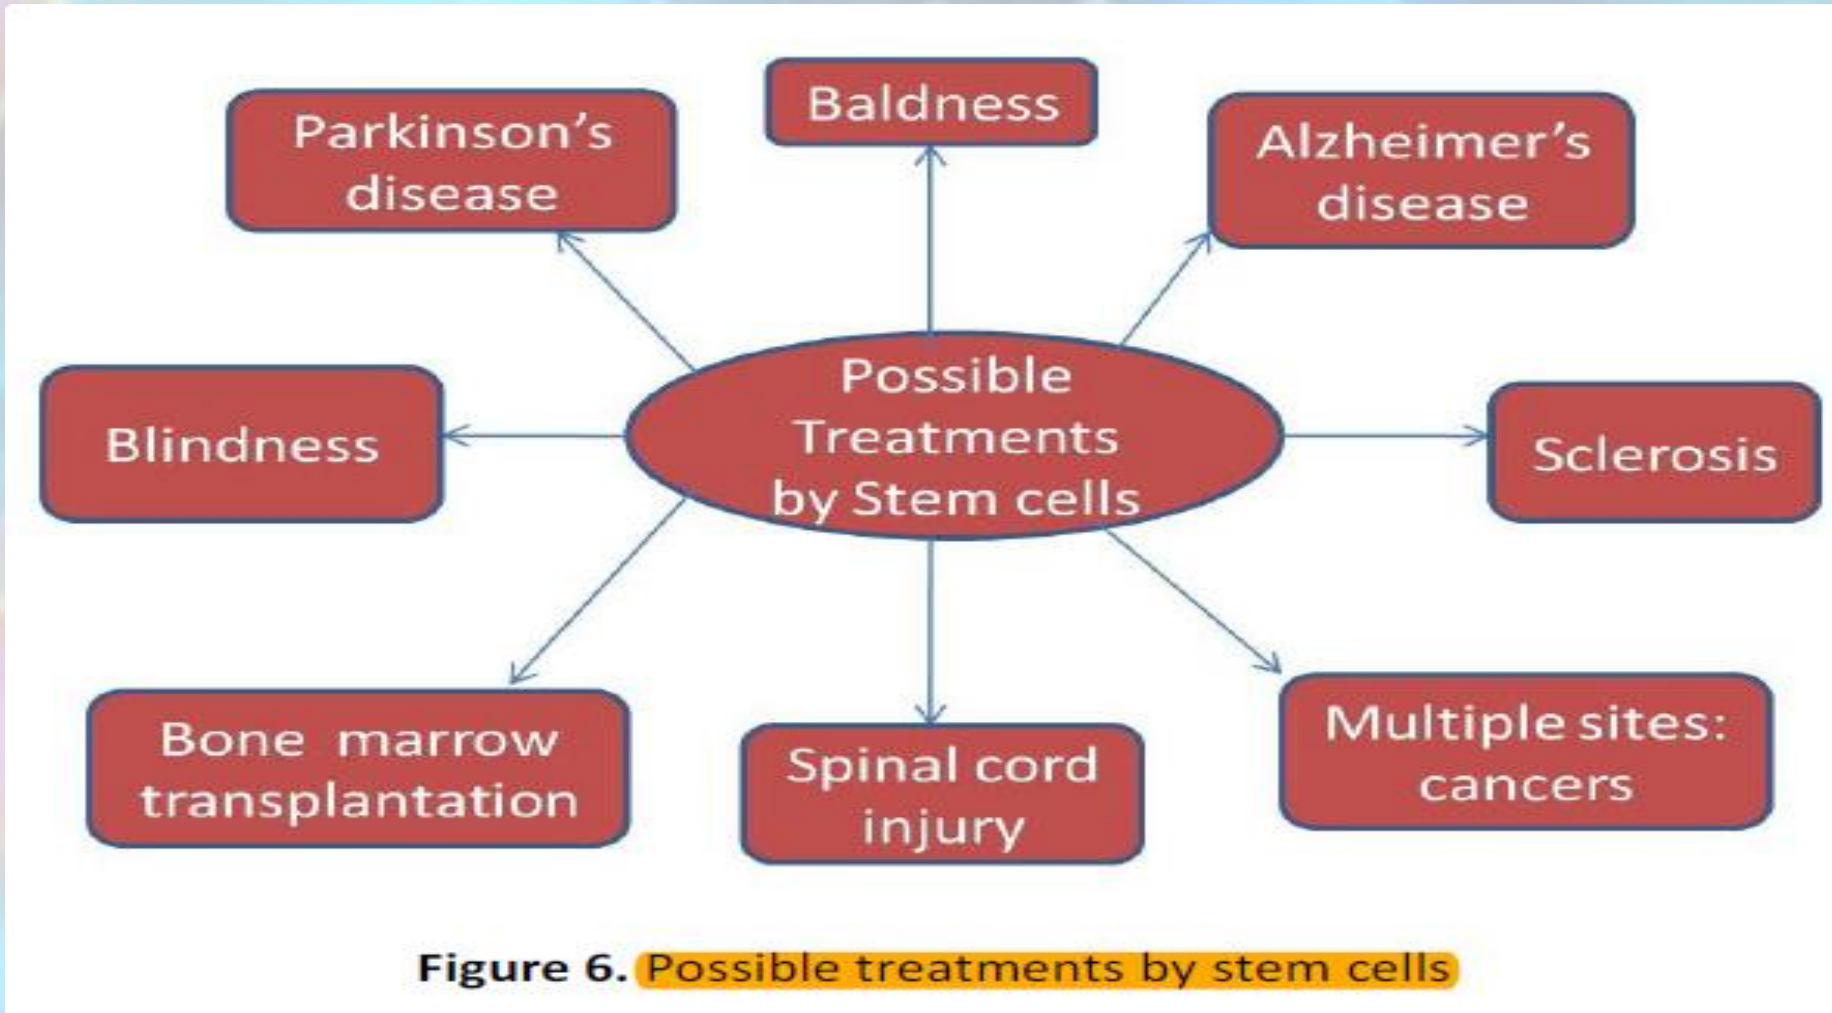 Baldness
Parkinson's
disease
Alzheimer's
disease
Possible
Treatments
by Stem cells
Blindness
Sclerosis
Bone marrow
transplantation
Spinal cord
injury
Multiple sites:
cancers
Figure 6. Possible treatments by stem cells